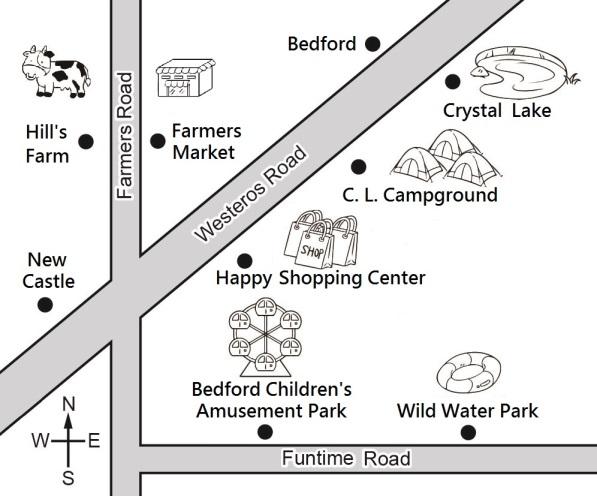 Bedford
Crystal Lake
Hill's
Farm
Farmers Road
Farmers
Market
Westeros Road
C. L. Campground
SHOP
New
Castle
Happy Shopping Center
Bedford Children's
Amusement Park
Wild Water Park
N
W
E
S
Funtime Road